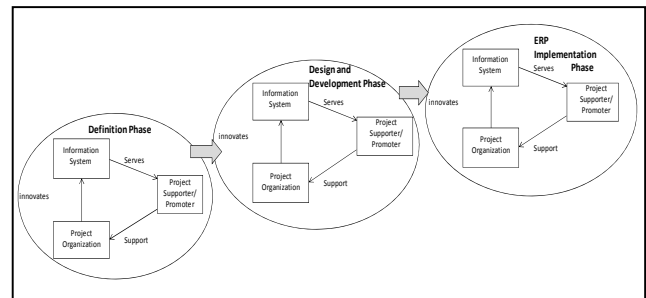 Definition Phase
Information
System
Serves
Project
Supporter/
Promoter
innovates
Project
Organization
Support
Design and
Development Phase
Information
System
Serves
Project
Supporter/
Promoter
innovates
Project
Organization
Support
ERP
Implementation
Phase
Information
System
Serves
Project
Supporter/
Promoter
innovates
Project
Organization
Support